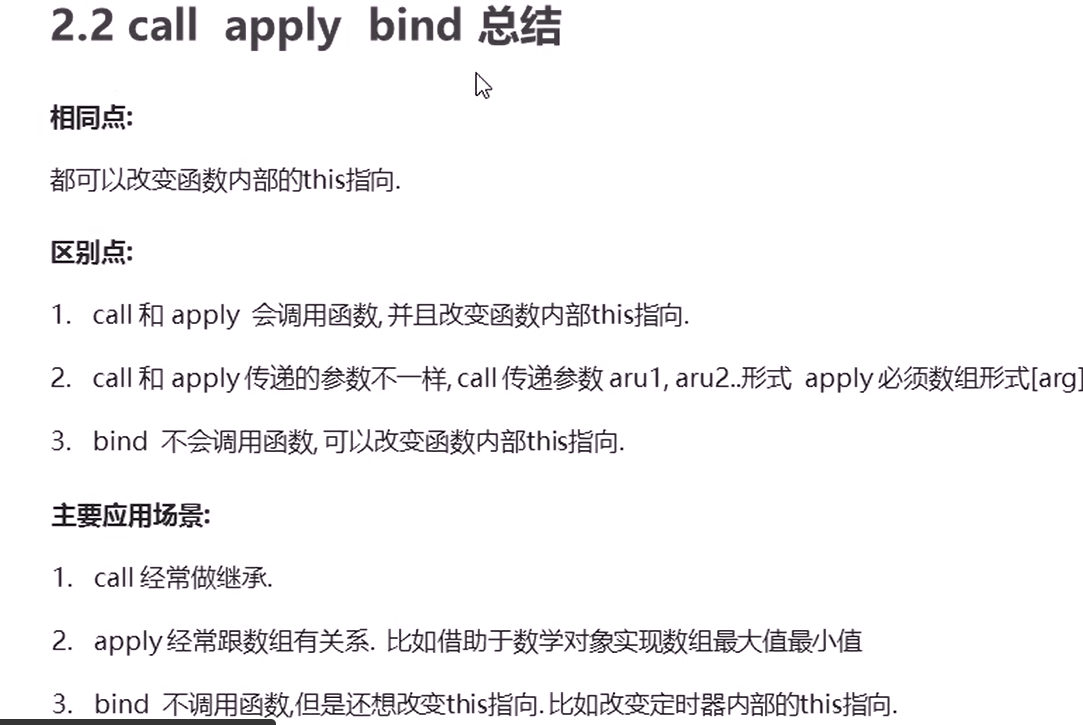 2.2 call apply bind 总结
相同点:
都可以改变函数内部的this指向.
区别点:
1. call 和 apply 会调用函数, 并且改变函数内部this指向.
2. call 和 apply 传递的参数不一样, call 传递参数 aru1, aru2..形式 apply 必须数组形式[arg]
3. bind 不会调用函数, 可以改变函数内部this指向.
主要应用场景:
1. call 经常做继承.
2. apply 经常跟数组有关系. 比如借助于数学对象实现数组最大值最小值
3. bind 不调用函数,但是还想改变this指向. 比如改变定时器内部的this指向.